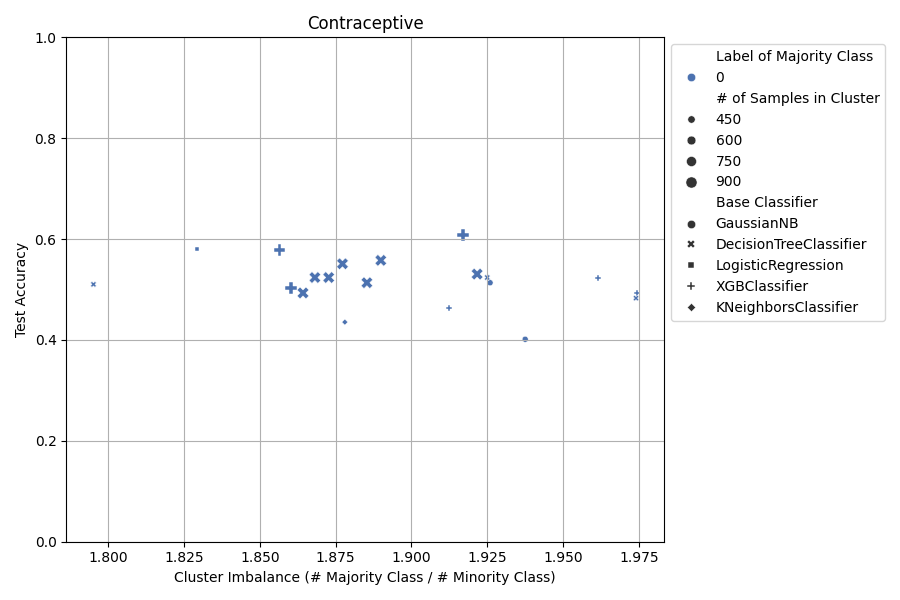 Contraceptive
1.0
0.8
0.6
0.4
0.2
0.0
Test Accuracy
1.800
1.825
1.850
1.875
1.900
1.925
1.950
1.975
Cluster Imbalance (# Majority Class / # Minority Class)
Label of Majority Class
0
# of Samples in Cluster
450
600
750
900
Base Classifier
GaussianNB
DecisionTreeClassifier
LogisticRegression
XGBClassifier
KNeighborsClassifier